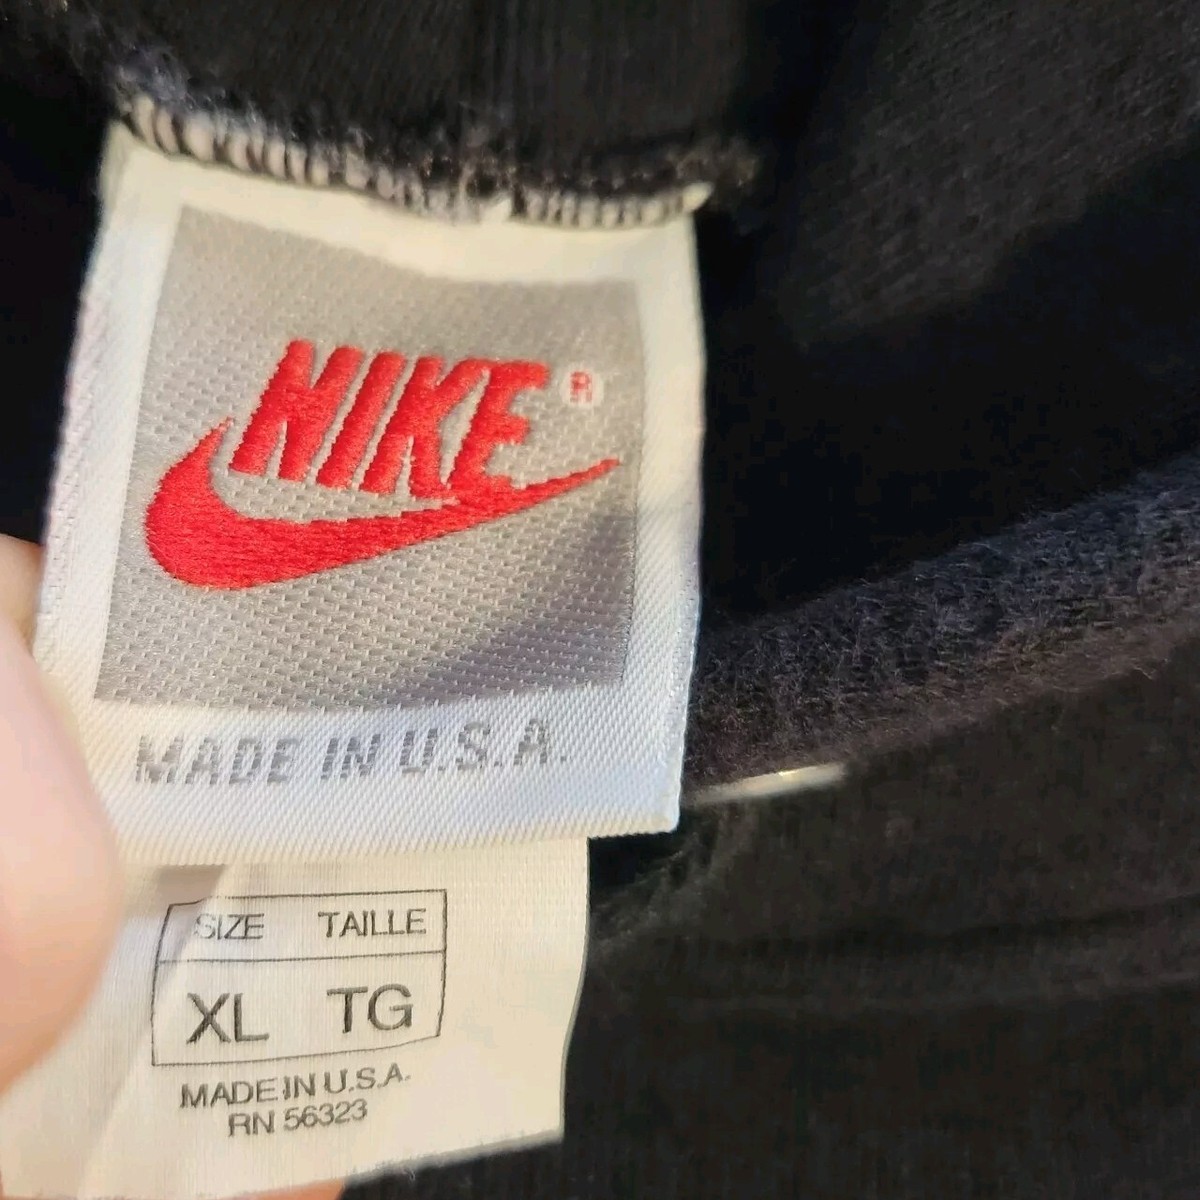 NIKE ®
MADE IN U.S.A.
SIZE TAILLE
XL TG
MADE IN U.S.A.
RN 56323